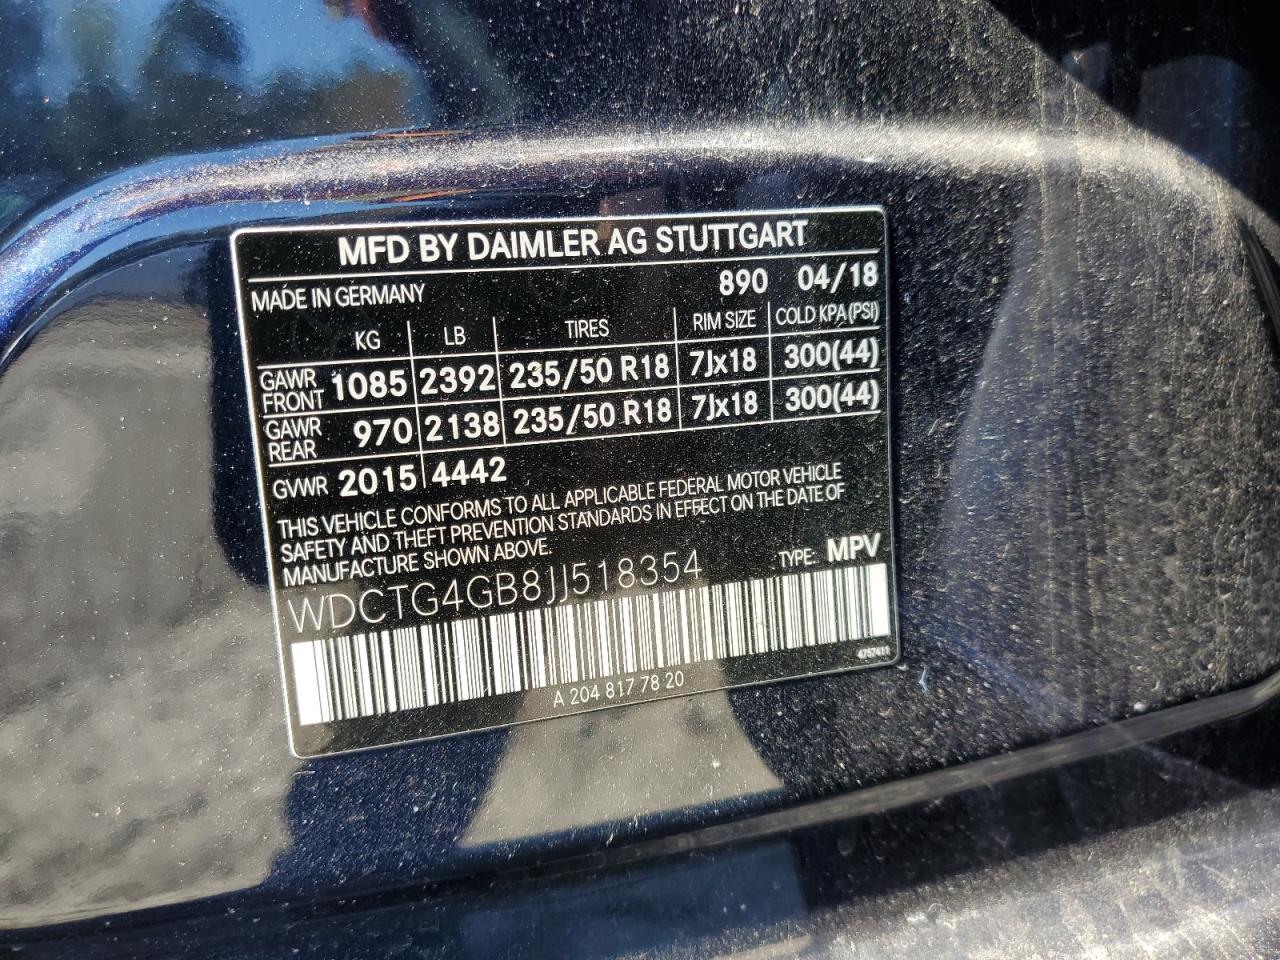 MFD BY DAIMLER AG STUTTGART
MADE IN GERMANY 890 04/18
KG LB TIRES RIM SIZE COLD KPA (PSI)
GAWR FRONT 1085 2392 235/50 R18 7Jx18 300(44)
GAWR REAR 970 2138 235/50 R18 7Jx18 300(44)
GVWR 2015 4442
THIS VEHICLE CONFORMS TO ALL APPLICABLE FEDERAL MOTOR VEHICLE
SAFETY AND THEFT PREVENTION STANDARDS IN EFFECT ON THE DATE OF
MANUFACTURE SHOWN ABOVE.
WDCTG4GB8JJ518354 TYPE: MPV
4757411
A 204 817 78 20